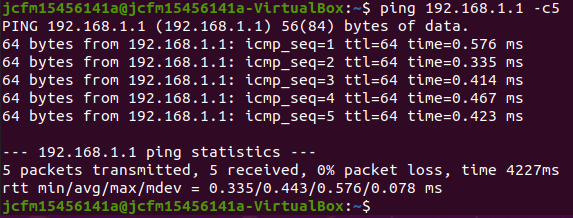 jcfm15456141a@jcfm15456141a-VirtualBox:~$ ping 192.168.1.1 -c5
PING 192.168.1.1 (192.168.1.1) 56(84) bytes of data.
64 bytes from 192.168.1.1: icmp_seq=1 ttl=64 time=0.576 ms
64 bytes from 192.168.1.1: icmp_seq=2 ttl=64 time=0.335 ms
64 bytes from 192.168.1.1: icmp_seq=3 ttl=64 time=0.414 ms
64 bytes from 192.168.1.1: icmp_seq=4 ttl=64 time=0.467 ms
64 bytes from 192.168.1.1: icmp_seq=5 ttl=64 time=0.423 ms

--- 192.168.1.1 ping statistics ---
5 packets transmitted, 5 received, 0% packet loss, time 4227ms
rtt min/avg/max/mdev = 0.335/0.443/0.576/0.078 ms
jcfm15456141a@jcfm15456141a-VirtualBox:~$